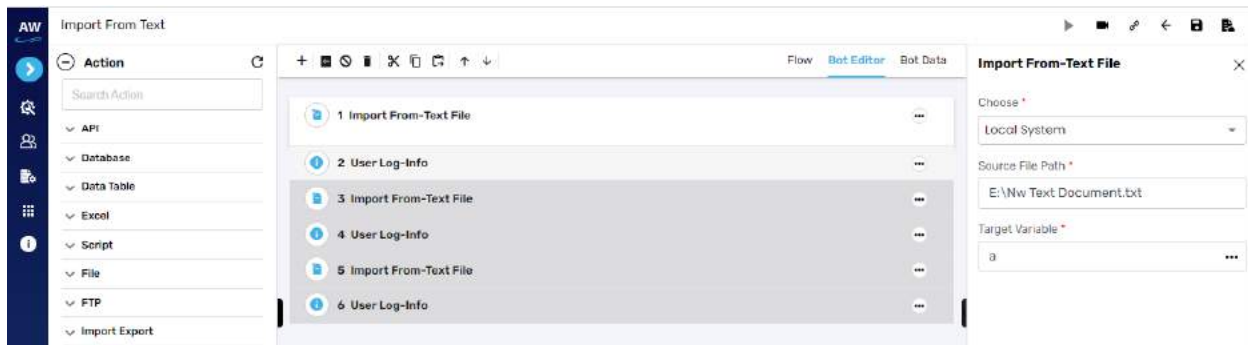 AW
Import From Text
Action
Search Action
API
Database
Data Table
Excel
Script
File
FTP
Import Export
Flow Bot Editor Bot Data
1 Import From-Text File
2 User Log-Info
3 Import From-Text File
4 User Log-Info
5 Import From-Text File
6 User Log-Info
Import From-Text File
Choose *
Local System
Source File Path *
E:\Nw Text Document.txt
Target Variable *
a